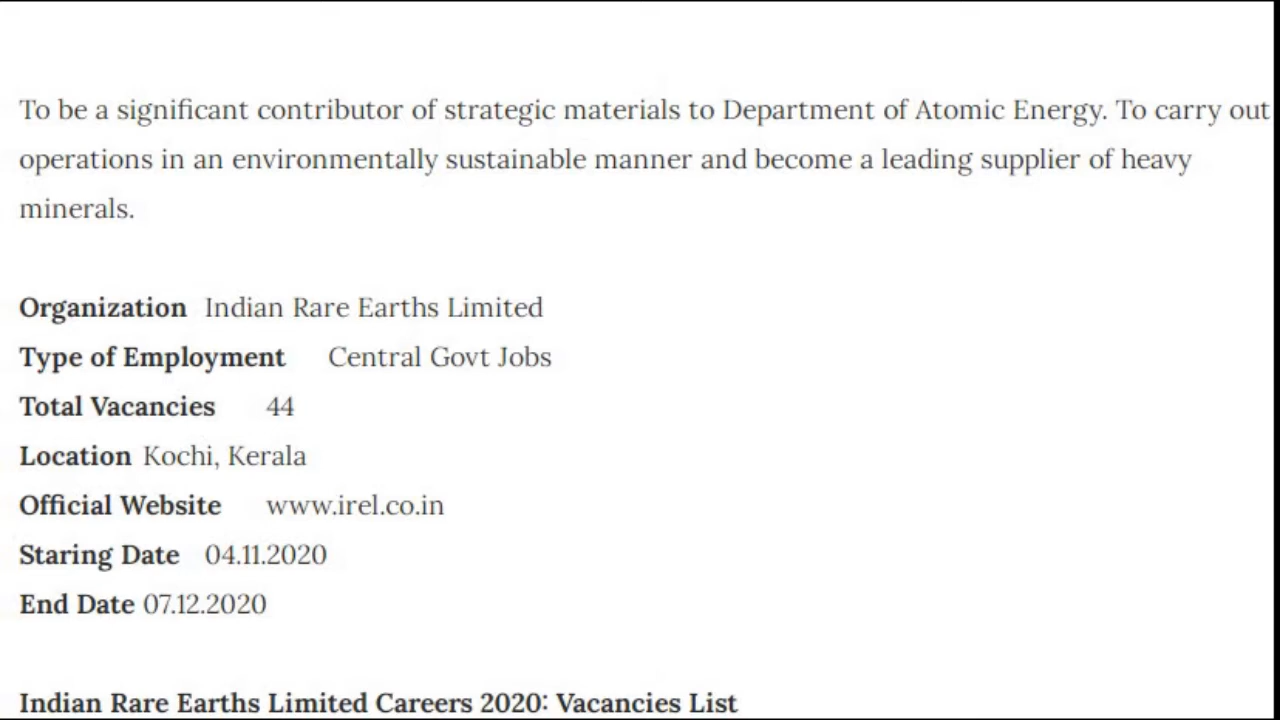 To be a significant contributor of strategic materials to Department of Atomic Energy. To carry out
operations in an environmentally sustainable manner and become a leading supplier of heavy
minerals.
Organization Indian Rare Earths Limited
Type of Employment Central Govt Jobs
Total Vacancies 44
Location Kochi, Kerala
Official Website www.irel.co.in
Staring Date 04.11.2020
End Date 07.12.2020
Indian Rare Earths Limited Careers 2020: Vacancies List